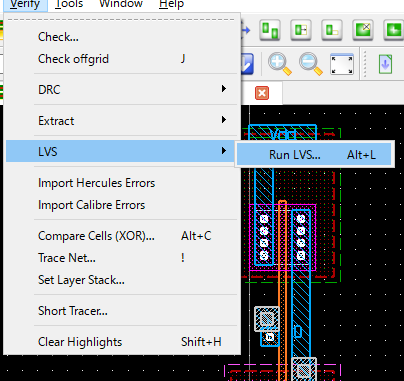 Verify Tools Window Help
Check...
Check offgrid J
DRC
Extract
LVS
Run LVS... Alt+L
Import Hercules Errors
Import Calibre Errors
Compare Cells (XOR)... Alt+C
Trace Net... !
Set Layer Stack...
Short Tracer...
Clear Highlights Shift+H